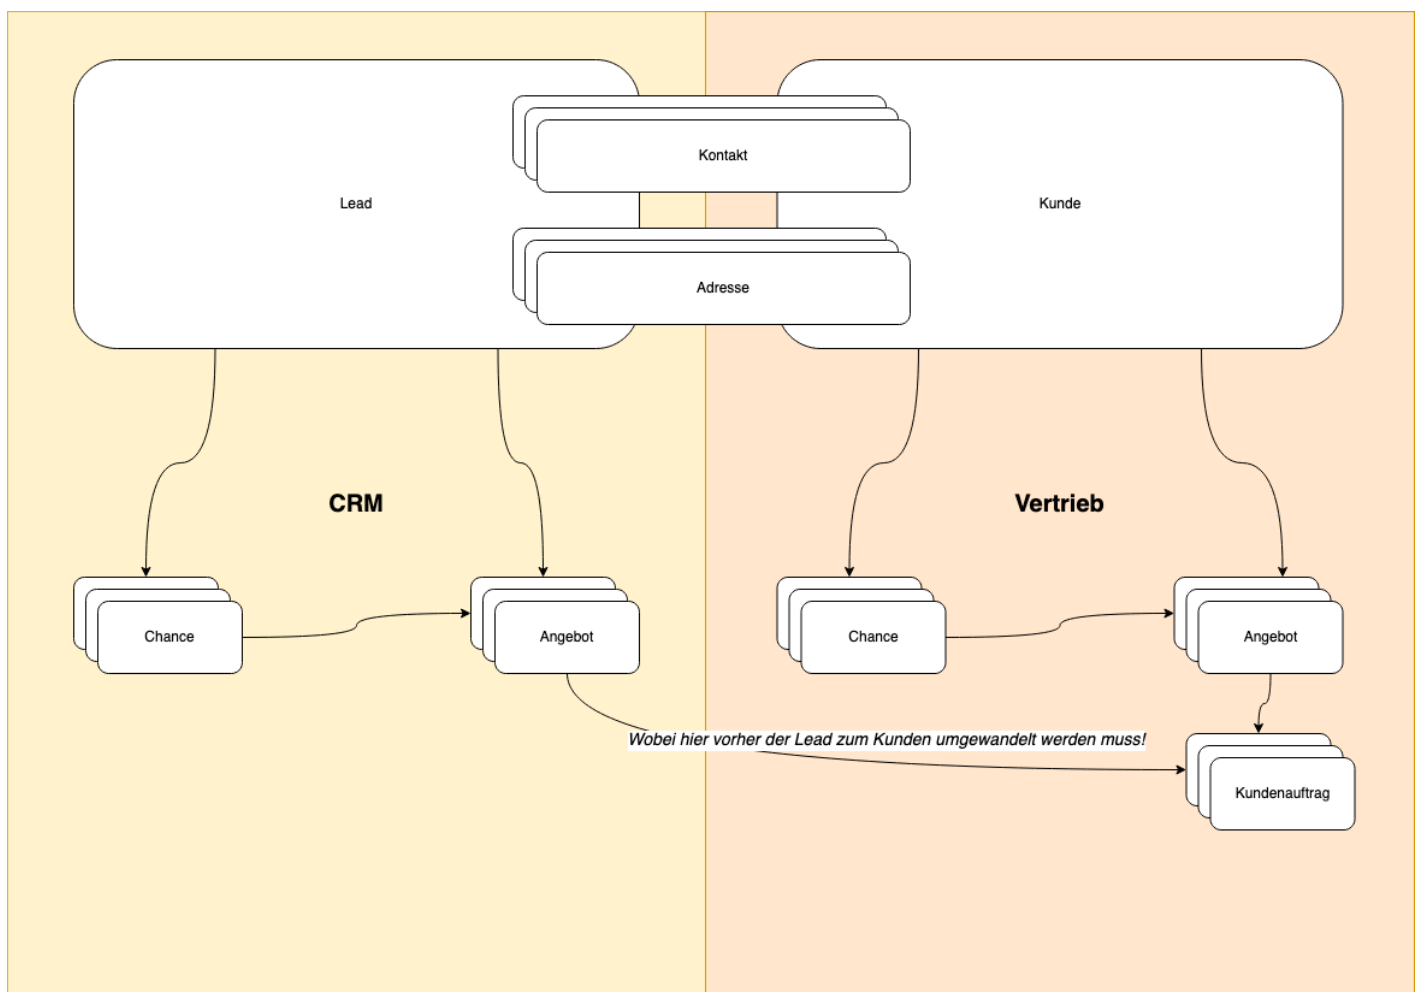 Kontakt
Lead
Kunde
Adresse
CRM
Vertrieb
Chance
Angebot
Chance
Angebot
Wobei hier vorher der Lead zum Kunden umgewandelt werden muss!
Kundenauftrag